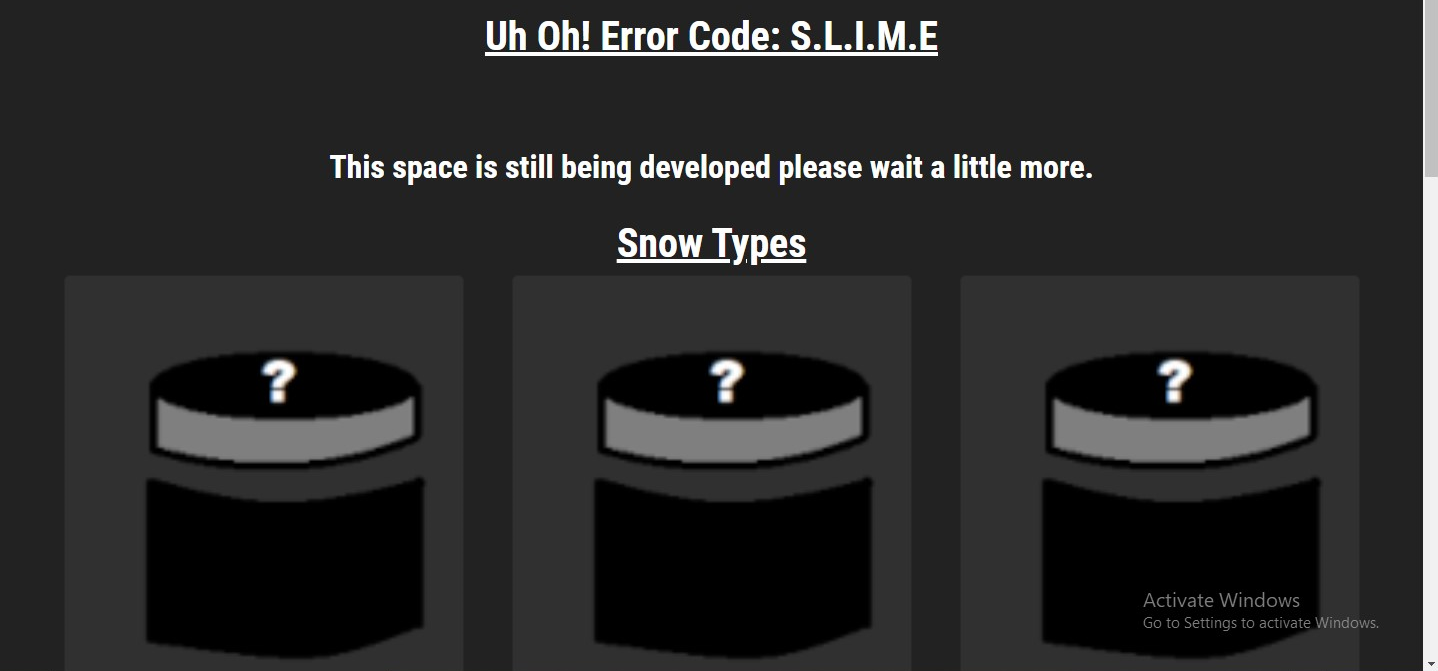 Uh Oh! Error Code: S.L.I.M.E
This space is still being developed please wait a little more.
Snow Types
? ? ?
Activate Windows
Go to Settings to activate Windows.